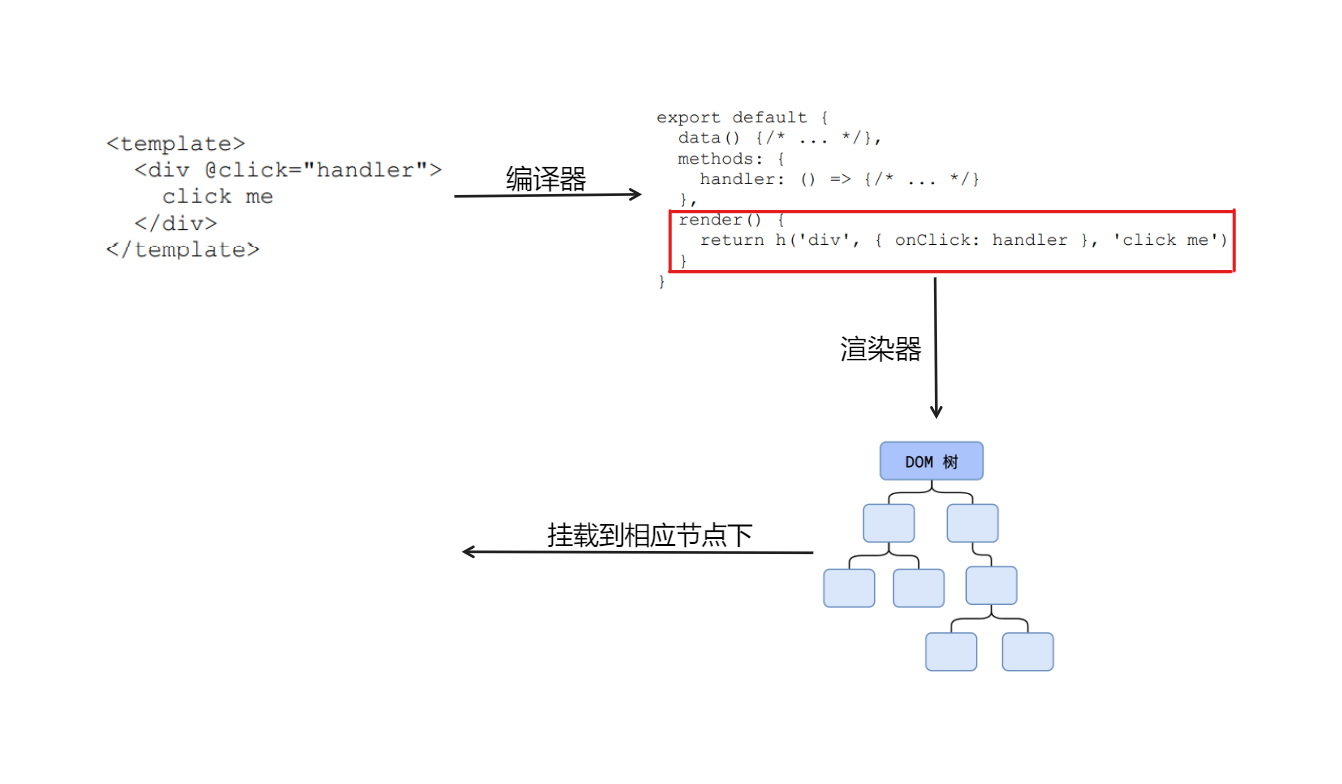 <template>
  <div @click="handler">
    click me
  </div>
</template>
编译器
export default {
  data() {/* ... */},
  methods: {
    handler: () => {/* ... */}
  },
  render() {
    return h('div', { onClick: handler }, 'click me')
  }
}
渲染器
DOM 树
挂载到相应节点下